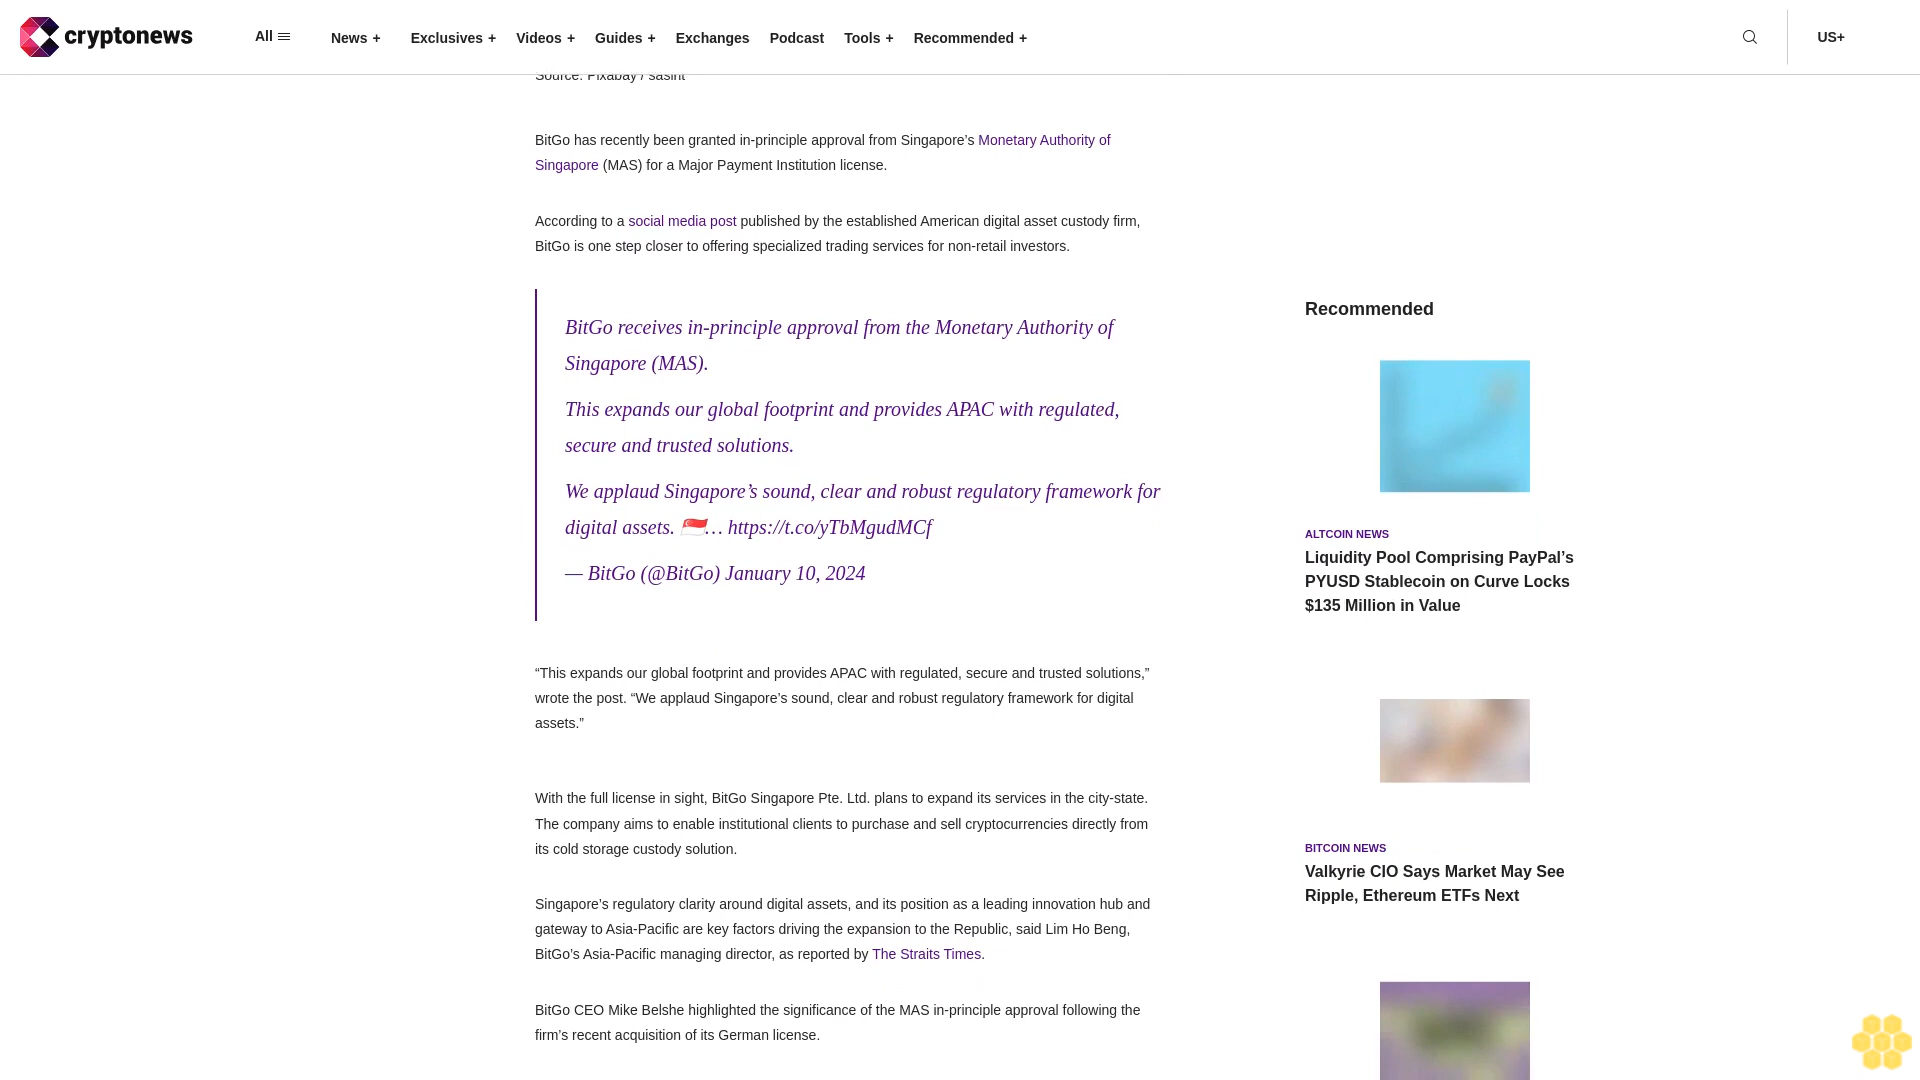 cryptonews
All
News +
Exclusives +
Videos +
Guides +
Exchanges
Podcast
Tools +
Recommended +
US+
Source: Pixabay / sasint
BitGo has recently been granted in-principle approval from Singapore’s Monetary Authority of
Singapore (MAS) for a Major Payment Institution license.
According to a social media post published by the established American digital asset custody firm,
BitGo is one step closer to offering specialized trading services for non-retail investors.
BitGo receives in-principle approval from the Monetary Authority of
Singapore (MAS).
This expands our global footprint and provides APAC with regulated,
secure and trusted solutions.
We applaud Singapore’s sound, clear and robust regulatory framework for
digital assets. 🇸🇬… https://t.co/yTbMgudMCf
— BitGo (@BitGo) January 10, 2024
“This expands our global footprint and provides APAC with regulated, secure and trusted solutions,”
wrote the post. “We applaud Singapore’s sound, clear and robust regulatory framework for digital
assets.”
With the full license in sight, BitGo Singapore Pte. Ltd. plans to expand its services in the city-state.
The company aims to enable institutional clients to purchase and sell cryptocurrencies directly from
its cold storage custody solution.
Singapore’s regulatory clarity around digital assets, and its position as a leading innovation hub and
gateway to Asia-Pacific are key factors driving the expansion to the Republic, said Lim Ho Beng,
BitGo’s Asia-Pacific managing director, as reported by The Straits Times.
BitGo CEO Mike Belshe highlighted the significance of the MAS in-principle approval following the
firm’s recent acquisition of its German license.
Recommended
ALTCOIN NEWS
Liquidity Pool Comprising PayPal’s
PYUSD Stablecoin on Curve Locks
$135 Million in Value
BITCOIN NEWS
Valkyrie CIO Says Market May See
Ripple, Ethereum ETFs Next